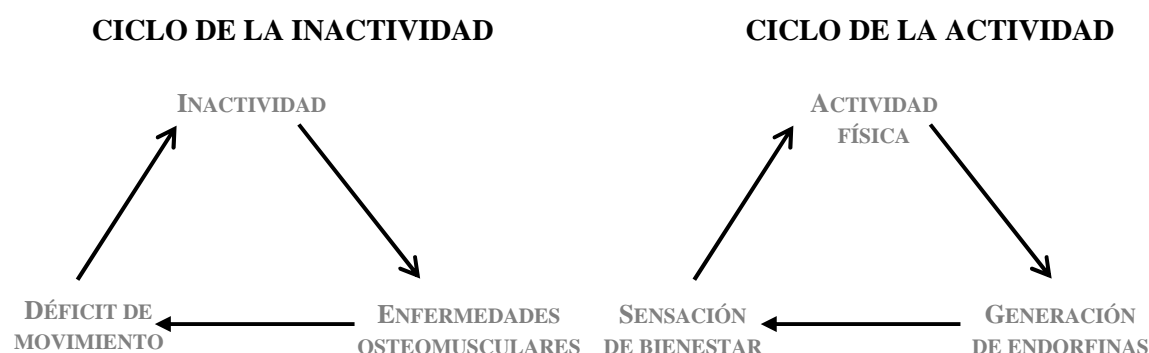 CICLO DE LA INACTIVIDAD
CICLO DE LA ACTIVIDAD
INACTIVIDAD
ACTIVIDAD
FÍSICA
DÉFICIT DE
MOVIMIENTO
ENFERMEDADES
OSTEOMUSCULARES
SENSACIÓN
DE BIENESTAR
GENERACIÓN
DE ENDORFINAS